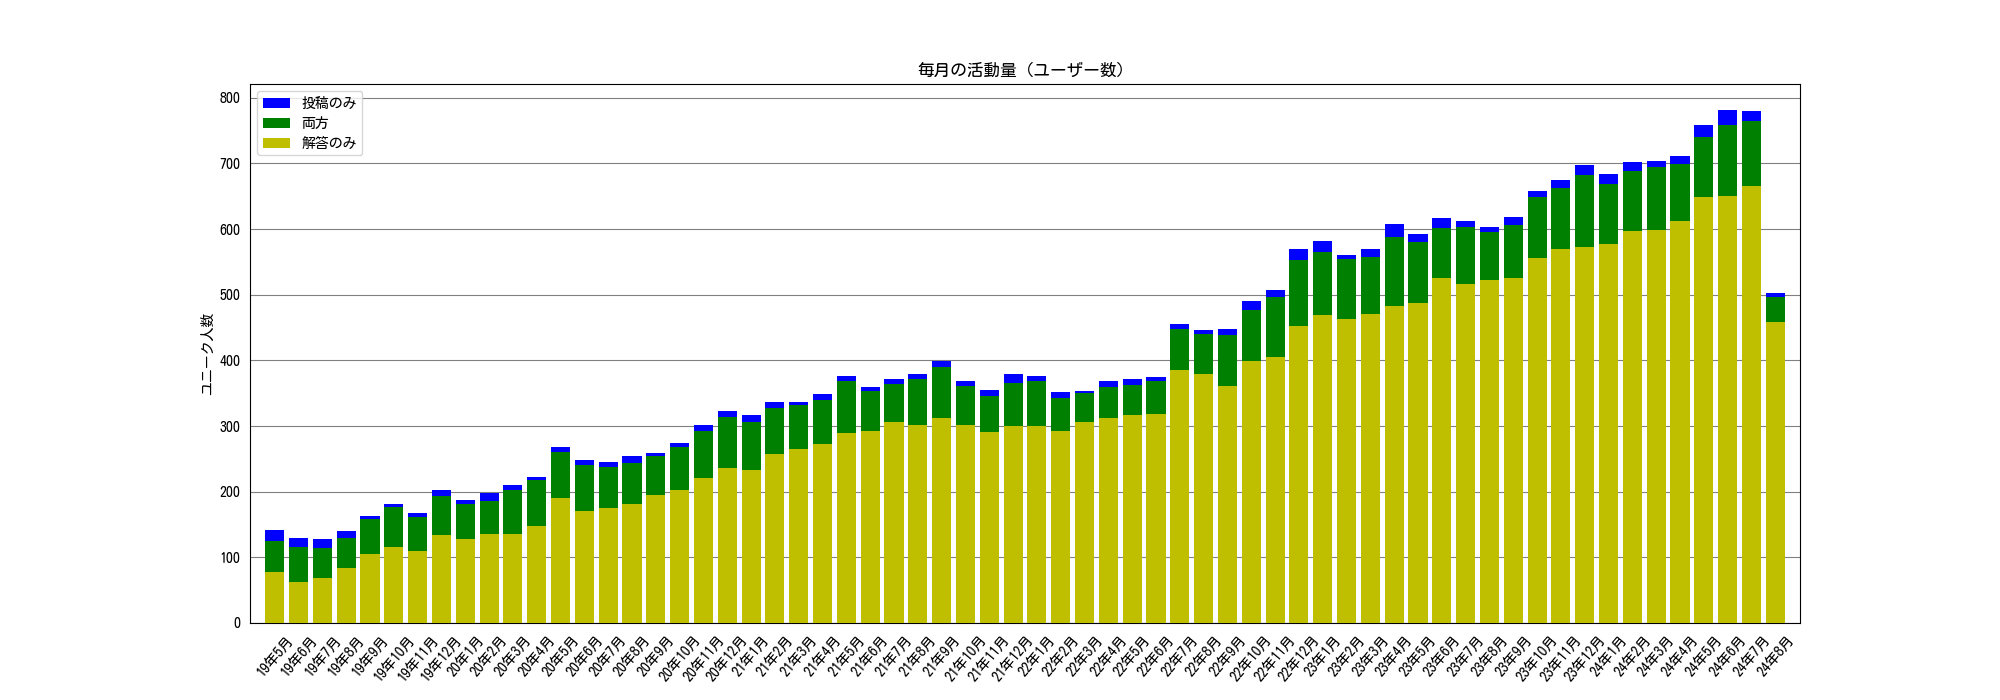 毎月の活動量（ユーザー数）
投稿のみ
両方
解答のみ
ユニーク人数
800
700
600
500
400
300
200
100
0
19年5月
19年6月
19年7月
19年8月
19年9月
19年10月
19年11月
19年12月
20年1月
20年2月
20年3月
20年4月
20年5月
20年6月
20年7月
20年8月
20年9月
20年10月
20年11月
20年12月
21年1月
21年2月
21年3月
21年4月
21年5月
21年6月
21年7月
21年8月
21年9月
21年10月
21年11月
21年12月
22年1月
22年2月
22年3月
22年4月
22年5月
22年6月
22年7月
22年8月
22年9月
22年10月
22年11月
22年12月
23年1月
23年2月
23年3月
23年4月
23年5月
23年6月
23年7月
23年8月
23年9月
23年10月
23年11月
23年12月
24年1月
24年2月
24年3月
24年4月
24年5月
24年6月
24年7月
24年8月